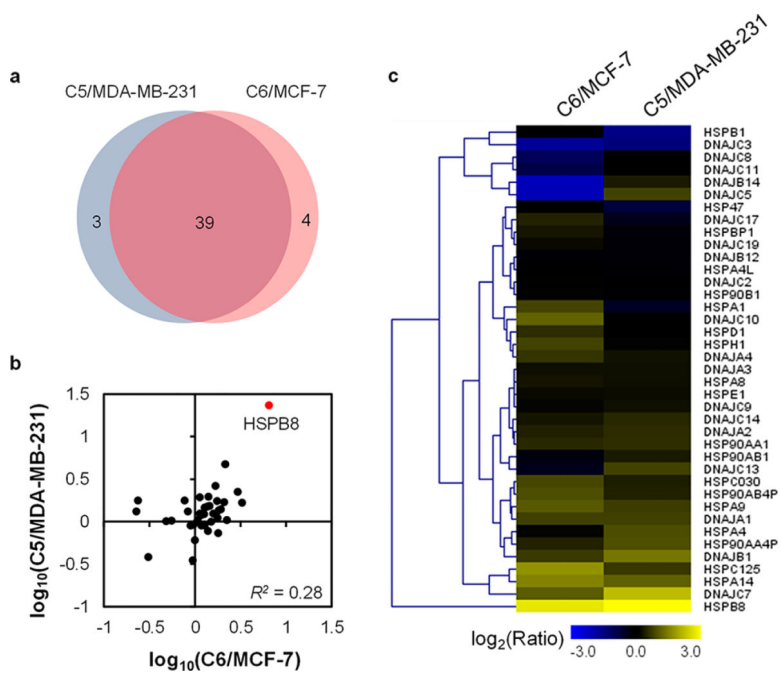 a
C5/MDA-MB-231
C6/MCF-7
3
39
4
b
1.5
1
0.5
0
-0.5
-1
-1
-0.5
0
0.5
1
HSPB8
R² = 0.28
log10(C5/MDA-MB-231)
log10(C6/MCF-7)
c
C6/MCF-7
C5/MDA-MB-231
HSPB1
DNAJC3
DNAJC8
DNAJC11
DNAJB14
DNAJC5
HSP47
DNAJC17
HSPBP1
DNAJC19
DNAJB12
HSPA4L
DNAJC2
HSP90B1
HSPA1
DNAJC10
HSPD1
HSPH1
DNAJA4
DNAJA3
HSPA8
HSPE1
DNAJC9
DNAJC14
DNAJA2
HSP90AA1
HSP90AB1
DNAJC13
HSPC030
HSP90AB4P
HSPA9
DNAJA1
HSPA4
HSP90AA4P
DNAJB1
HSPC125
HSPA14
DNAJC7
HSPB8
log2(Ratio)
-3.0
0.0
3.0